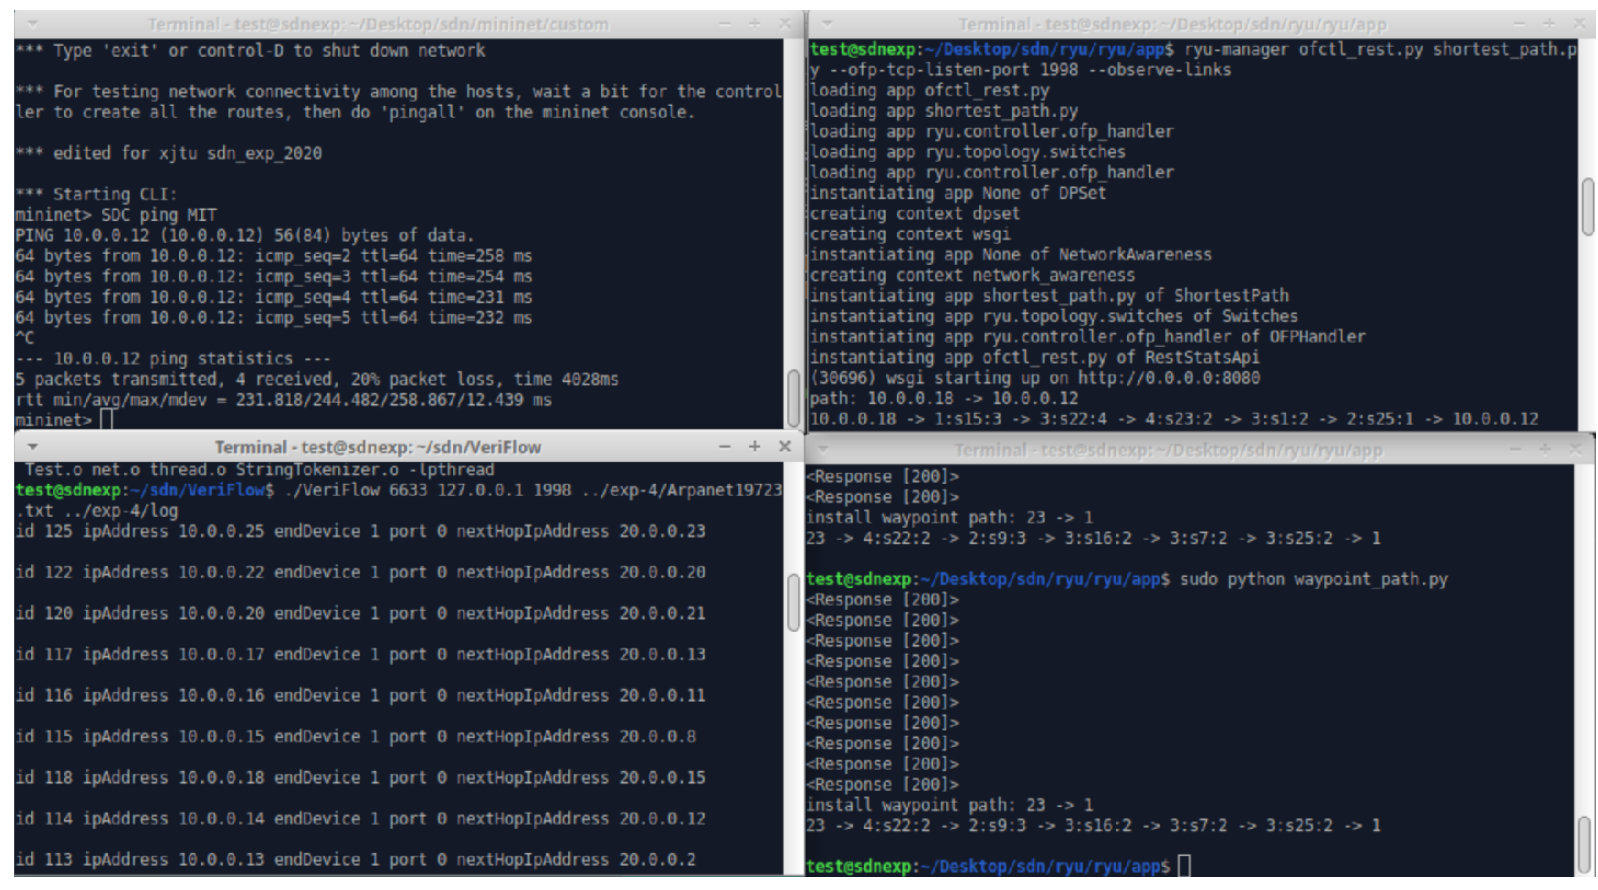 Terminal - test@sdnexp: ~/Desktop/sdn/mininet/custom
*** Type 'exit' or control-D to shut down network
*** For testing network connectivity among the hosts, wait a bit for the control
ler to create all the routes, then do 'pingall' on the mininet console.
*** edited for xjtu sdn_exp_2020
*** Starting CLI:
mininet> SDC ping MIT
PING 10.0.0.12 (10.0.0.12) 56(84) bytes of data.
64 bytes from 10.0.0.12: icmp_seq=2 ttl=64 time=258 ms
64 bytes from 10.0.0.12: icmp_seq=3 ttl=64 time=254 ms
64 bytes from 10.0.0.12: icmp_seq=4 ttl=64 time=231 ms
64 bytes from 10.0.0.12: icmp_seq=5 ttl=64 time=232 ms
^C
--- 10.0.0.12 ping statistics ---
5 packets transmitted, 4 received, 20% packet loss, time 4028ms
rtt min/avg/max/mdev = 231.818/244.482/258.867/12.439 ms
mininet>
Terminal - test@sdnexp: ~/Desktop/sdn/ryu/ryu/app
test@sdnexp:~/Desktop/sdn/ryu/ryu/app$ ryu-manager ofctl_rest.py shortest_path.p
y --ofp-tcp-listen-port 1998 --observe-links
loading app ofctl_rest.py
loading app shortest_path.py
loading app ryu.controller.ofp_handler
loading app ryu.topology.switches
loading app ryu.controller.ofp_handler
instantiating app None of DPSet
creating context dpset
creating context wsgi
instantiating app None of NetworkAwareness
creating context network_awareness
instantiating app shortest_path.py of ShortestPath
instantiating app ryu.topology.switches of Switches
instantiating app ryu.controller.ofp_handler of OFPHandler
instantiating app ofctl_rest.py of RestStatsApi
(30696) wsgi starting up on http://0.0.0.0:8080
path: 10.0.0.18 -> 10.0.0.12
10.0.0.18 -> 1:s15:3 -> 3:s22:4 -> 4:s23:2 -> 3:s1:2 -> 2:s25:1 -> 10.0.0.12
Terminal - test@sdnexp: ~/sdn/VeriFlow
Test.o net.o thread.o StringTokenizer.o -lpthread
test@sdnexp:~/sdn/VeriFlow$ ./VeriFlow 6633 127.0.0.1 1998 ../exp-4/Arpanet19723
.txt ../exp-4/log
id 125 ipAddress 10.0.0.25 endDevice 1 port 0 nextHopIpAddress 20.0.0.23
id 122 ipAddress 10.0.0.22 endDevice 1 port 0 nextHopIpAddress 20.0.0.20
id 120 ipAddress 10.0.0.20 endDevice 1 port 0 nextHopIpAddress 20.0.0.21
id 117 ipAddress 10.0.0.17 endDevice 1 port 0 nextHopIpAddress 20.0.0.13
id 116 ipAddress 10.0.0.16 endDevice 1 port 0 nextHopIpAddress 20.0.0.11
id 115 ipAddress 10.0.0.15 endDevice 1 port 0 nextHopIpAddress 20.0.0.8
id 118 ipAddress 10.0.0.18 endDevice 1 port 0 nextHopIpAddress 20.0.0.15
id 114 ipAddress 10.0.0.14 endDevice 1 port 0 nextHopIpAddress 20.0.0.12
id 113 ipAddress 10.0.0.13 endDevice 1 port 0 nextHopIpAddress 20.0.0.2
Terminal - test@sdnexp: ~/Desktop/sdn/ryu/ryu/app
<Response [200]>
<Response [200]>
install waypoint path: 23 -> 1
23 -> 4:s22:2 -> 2:s9:3 -> 3:s16:2 -> 3:s7:2 -> 3:s25:2 -> 1
test@sdnexp:~/Desktop/sdn/ryu/ryu/app$ sudo python waypoint_path.py
<Response [200]>
<Response [200]>
<Response [200]>
<Response [200]>
<Response [200]>
<Response [200]>
<Response [200]>
<Response [200]>
<Response [200]>
<Response [200]>
install waypoint path: 23 -> 1
23 -> 4:s22:2 -> 2:s9:3 -> 3:s16:2 -> 3:s7:2 -> 3:s25:2 -> 1
test@sdnexp:~/Desktop/sdn/ryu/ryu/app$